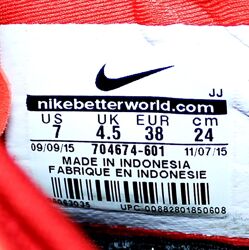 JJ
nikebetterworld.com
US UK EUR cm
7 4.5 38 24
09/09/15 704674-601 11/07/15
MADE IN INDONESIA
FABRIQUE EN INDONESIE
UPC 00882801850608